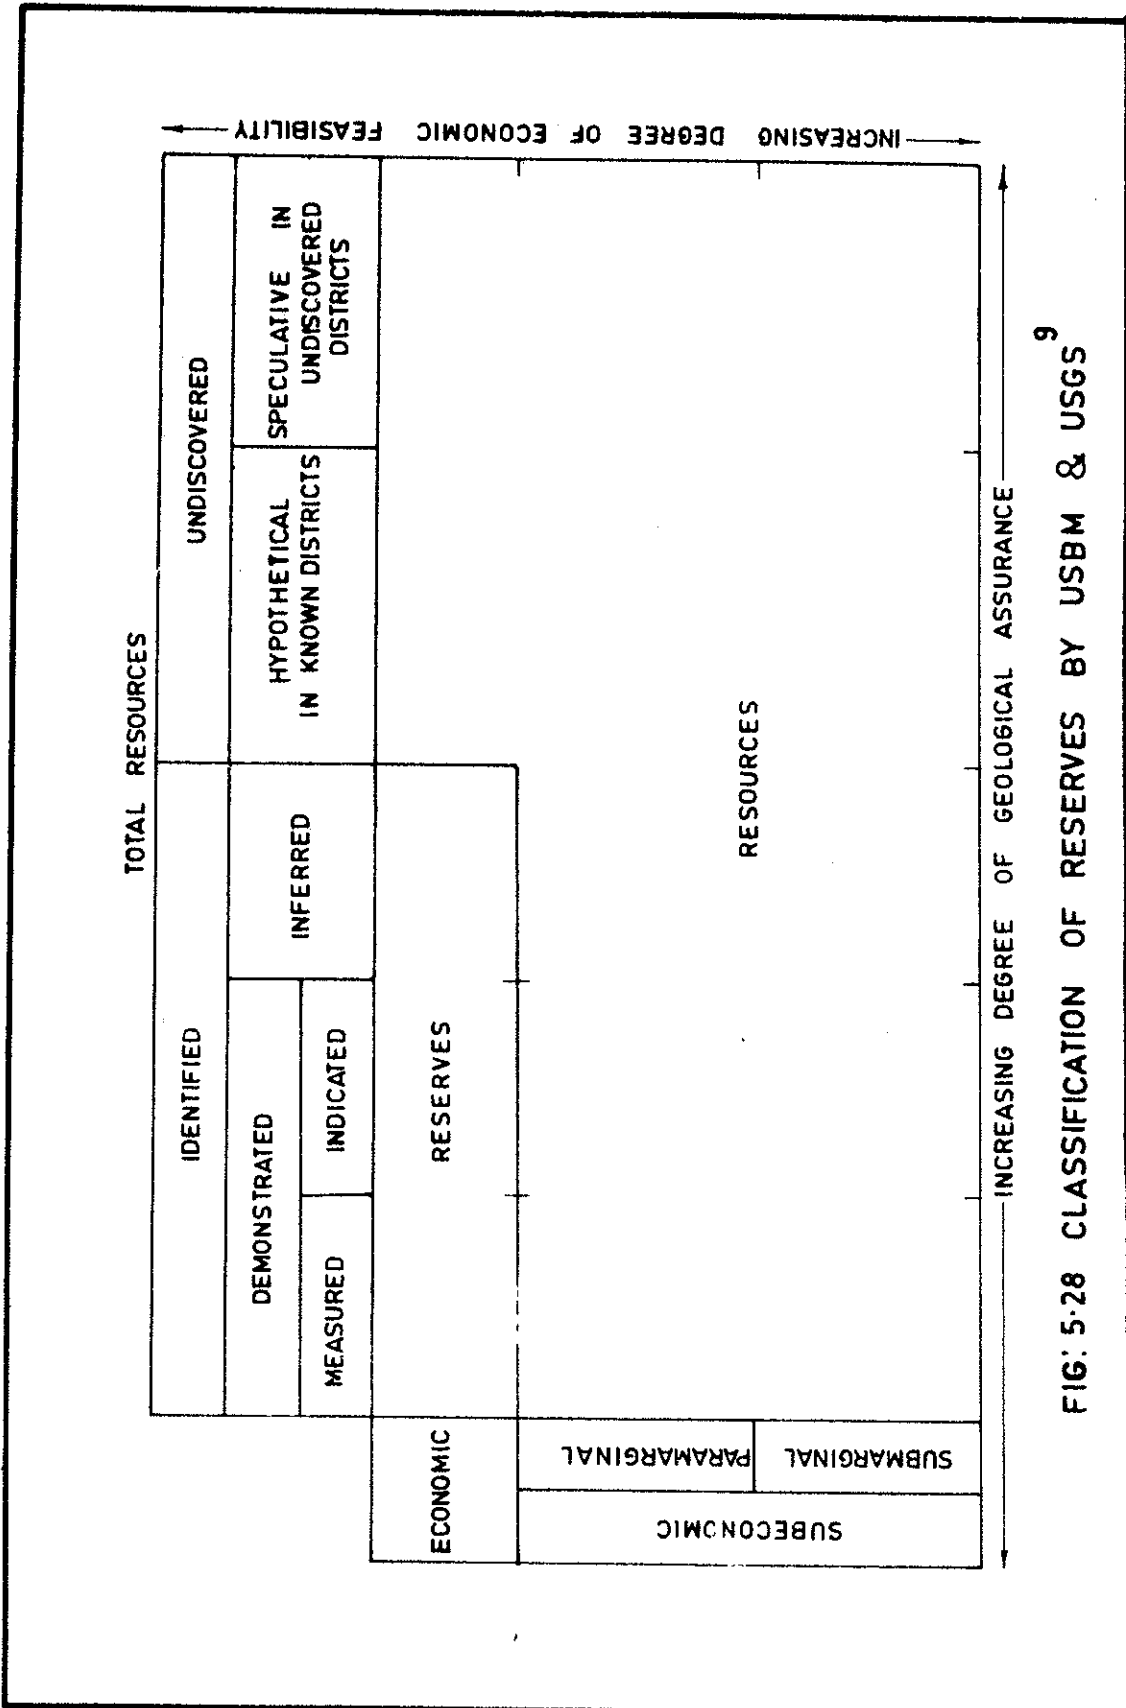 TOTAL RESOURCES
IDENTIFIED
UNDISCOVERED
DEMONSTRATED
INFERRED
HYPOTHETICAL
IN KNOWN DISTRICTS
SPECULATIVE IN
UNDISCOVERED
DISTRICTS
MEASURED
INDICATED
ECONOMIC
RESERVES
SUBECONOMIC
PARAMARGINAL
SUBMARGINAL
RESOURCES
INCREASING DEGREE OF ECONOMIC FEASIBILITY
INCREASING DEGREE OF GEOLOGICAL ASSURANCE
FIG: 5·28 CLASSIFICATION OF RESERVES BY USBM & USGS 9